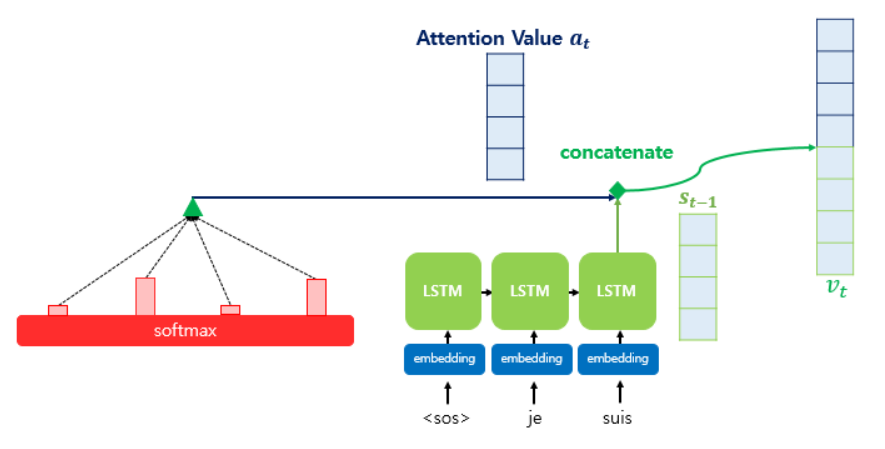 Attention Value a_t
concatenate
s_{t-1}
v_t
softmax
LSTM LSTM LSTM
embedding embedding embedding
<sos> je suis